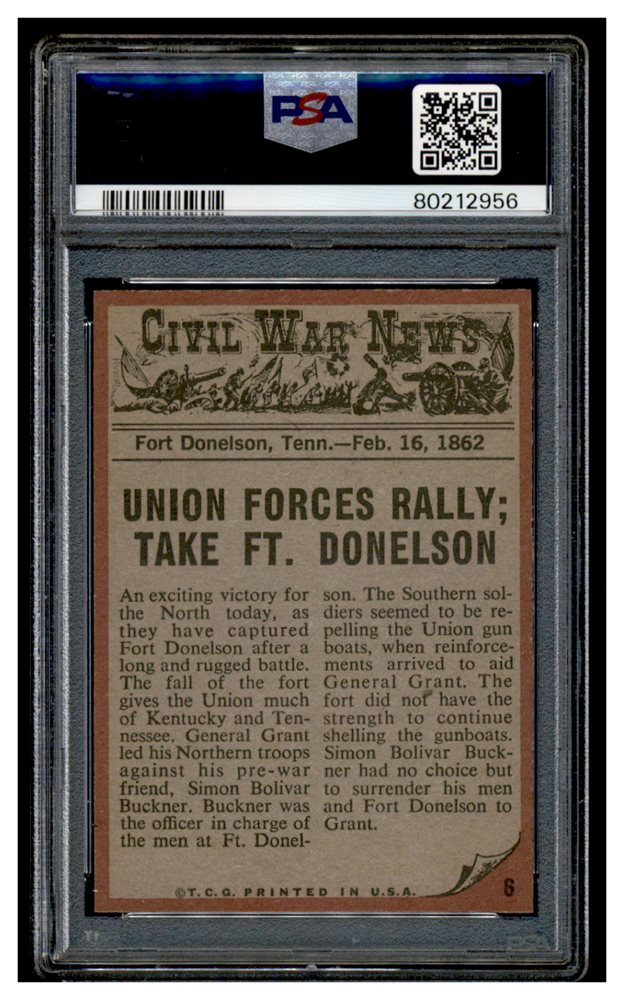 PSA
80212956
CIVIL WAR NEWS
Fort Donelson, Tenn.—Feb. 16, 1862
UNION FORCES RALLY;
TAKE FT. DONELSON
An exciting victory for
the North today, as
they have captured
Fort Donelson after a
long and rugged battle.
The fall of the fort
gives the Union much
of Kentucky and Ten-
nessee. General Grant
led his Northern troops
against his pre-war
friend, Simon Bolivar
Buckner. Buckner was
the officer in charge of
the men at Ft. Donel-
son. The Southern sol-
diers seemed to be re-
pelling the Union gun
boats, when reinforce-
ments arrived to aid
General Grant. The
fort did not have the
strength to continue
shelling the gunboats.
Simon Bolivar Buck-
ner had no choice but
to surrender his men
and Fort Donelson to
Grant.
©T.C.G. PRINTED IN U.S.A.
6
PSA